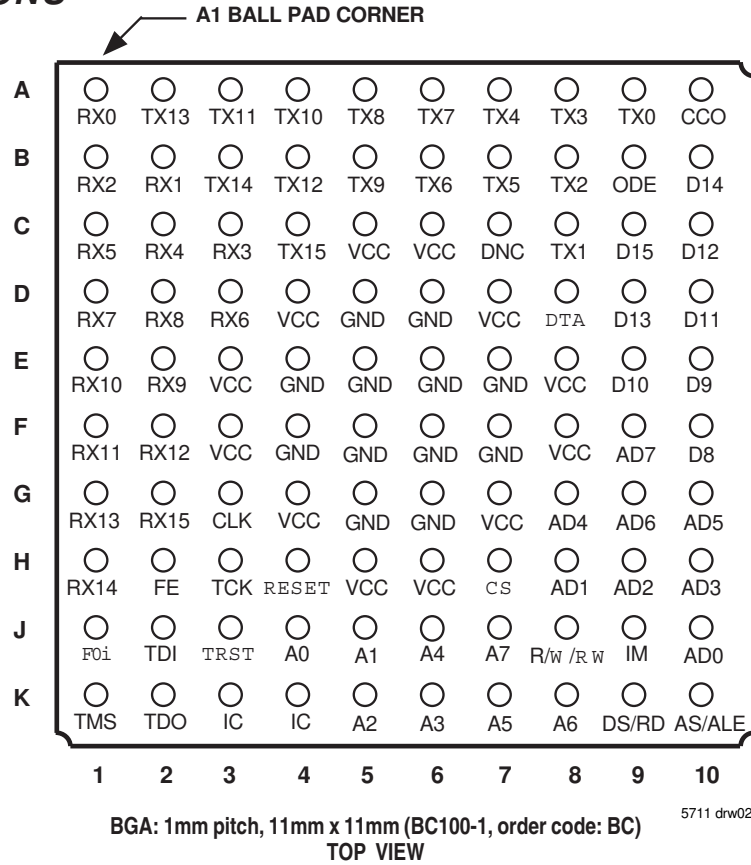 A1 BALL PAD CORNER
A
RX0 TX13 TX11 TX10 TX8 TX7 TX4 TX3 TX0 CCO
B
RX2 RX1 TX14 TX12 TX9 TX6 TX5 TX2 ODE D14
C
RX5 RX4 RX3 TX15 VCC VCC DNC TX1 D15 D12
D
RX7 RX8 RX6 VCC GND GND VCC DTA D13 D11
E
RX10 RX9 VCC GND GND GND GND VCC D10 D9
F
RX11 RX12 VCC GND GND GND GND VCC AD7 D8
G
RX13 RX15 CLK VCC GND GND VCC AD4 AD6 AD5
H
RX14 FE TCK RESET VCC VCC CS AD1 AD2 AD3
J
F0i TDI TRST A0 A1 A4 A7 R/W /R W IM AD0
K
TMS TDO IC IC A2 A3 A5 A6 DS/RD AS/ALE
1 2 3 4 5 6 7 8 9 10
5711 drw02
BGA: 1mm pitch, 11mm x 11mm (BC100-1, order code: BC)
TOP VIEW